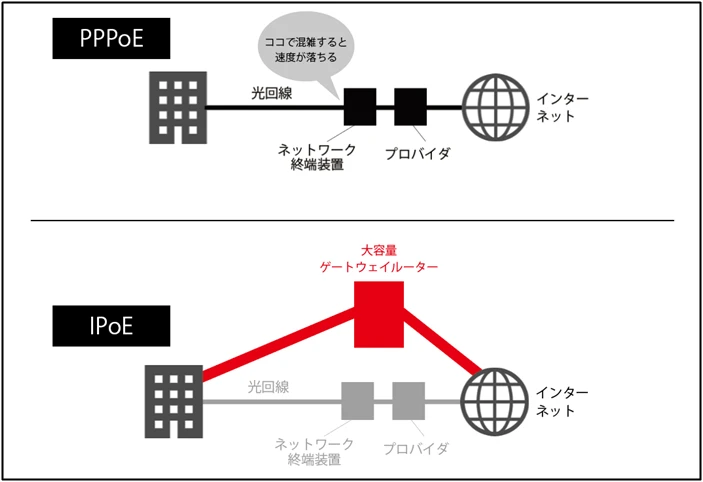 PPPoE
ココで混雑すると
速度が落ちる
光回線
インター
ネット
ネットワーク
終端装置
プロバイダ
大容量
ゲートウェイルーター
IPoE
光回線
インター
ネット
ネットワーク
終端装置
プロバイダ